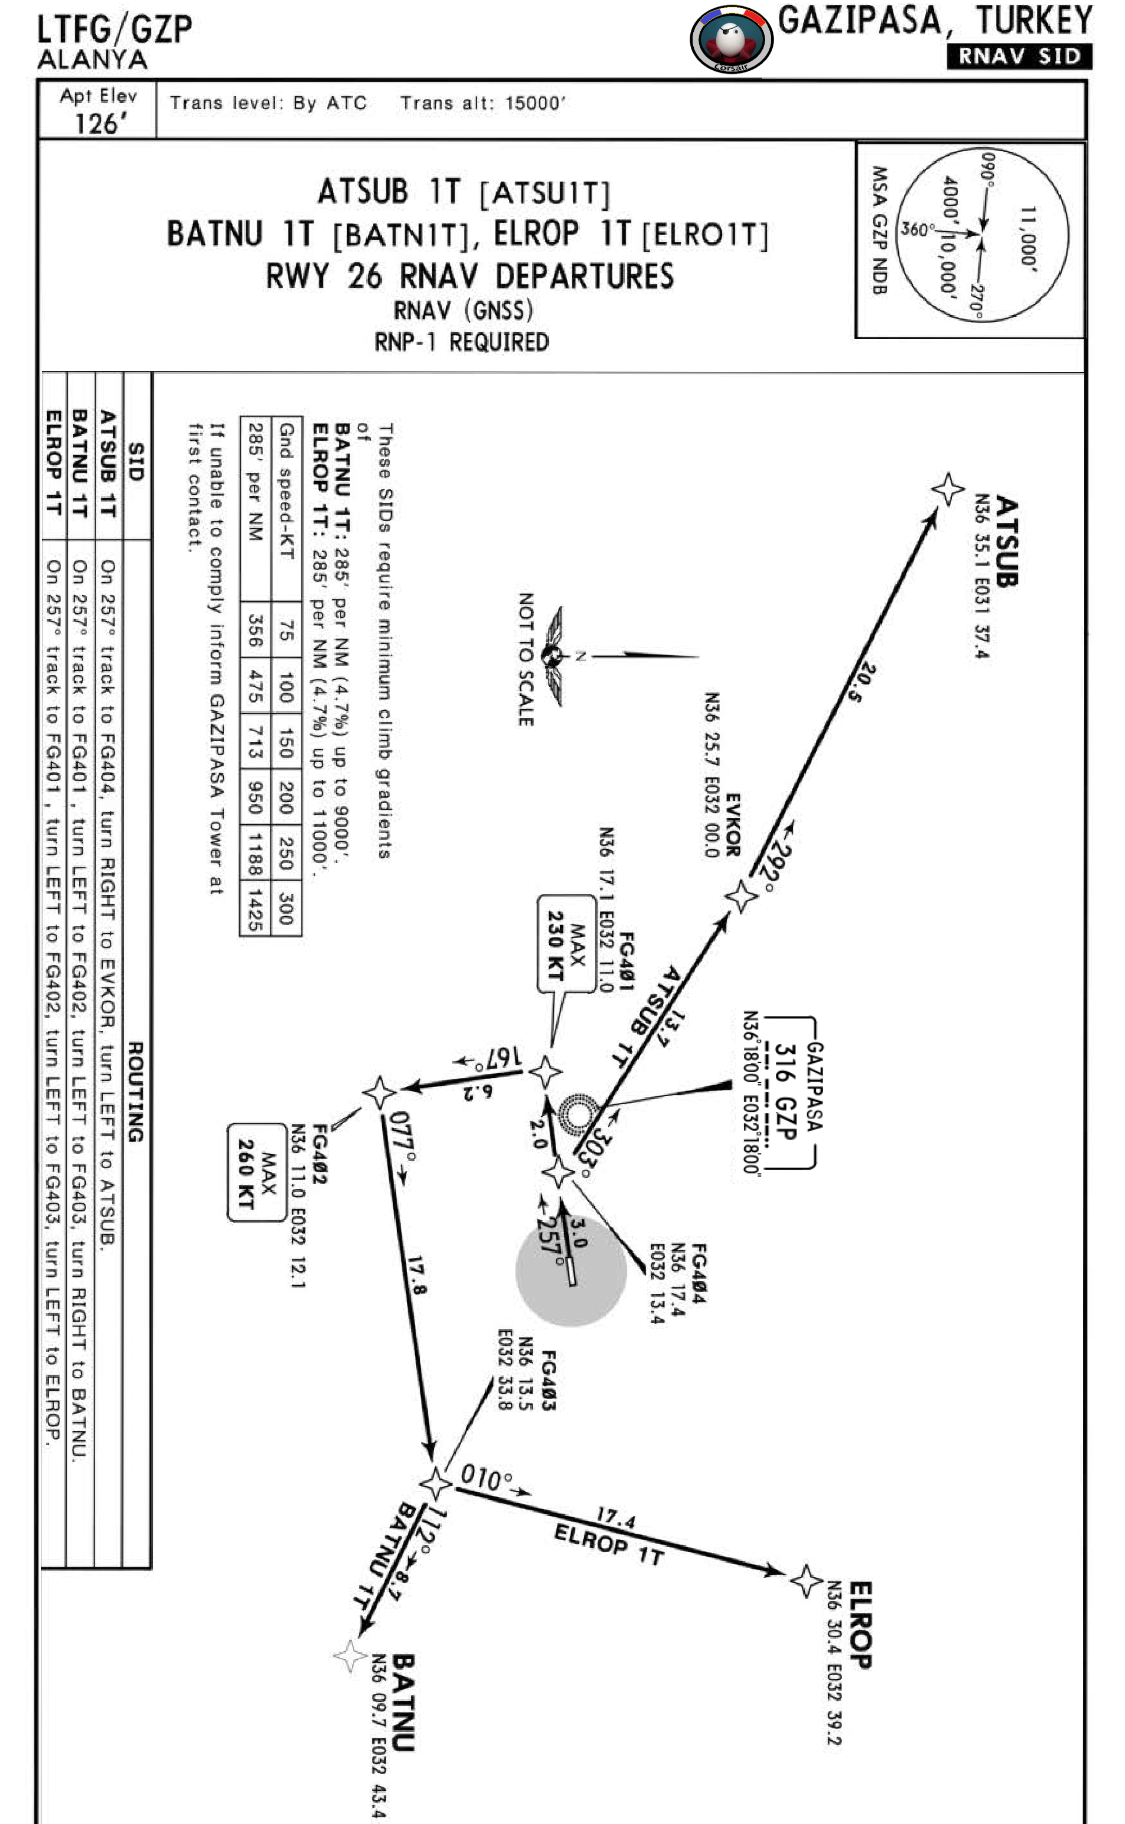 LTFG/GZP
ALANYA
Corsair
GAZIPASA, TURKEY
RNAV SID
Apt Elev
126'
Trans level: By ATC Trans alt: 15000'
ATSUB 1T [ATSU1T]
BATNU 1T [BATN1T], ELROP 1T [ELRO1T]
RWY 26 RNAV DEPARTURES
RNAV (GNSS)
RNP-1 REQUIRED
090°
11,000'
4000'
10,000'
360°
270°
MSA GZP NDB
ATSUB
N36 35.1 E031 37.4
20.5
292°
EVKOR
N36 25.7 E032 00.0
N
NOT TO SCALE
13.7
ATSUB 1T
303°
GAZIPASA
316 GZP
N36°18'00" E032°18'00"
FG401
N36 17.1 E032 11.0
MAX
230 KT
2.0
257°
3.0
FG404
N36 17.4
E032 13.4
167°
6.2
FG402
N36 11.0 E032 12.1
MAX
260 KT
077°
17.8
FG403
N36 13.5
E032 33.8
010°
17.4
ELROP 1T
ELROP
N36 30.4 E032 39.2
112°
8.7
BATNU 1T
BATNU
N36 09.7 E032 43.4
These SIDs require minimum climb gradients
of
BATNU 1T: 285' per NM (4.7%) up to 9000'.
ELROP 1T: 285' per NM (4.7%) up to 11000'.
Gnd speed-KT 75 100 150 200 250 300
285' per NM 356 475 713 950 1188 1425
If unable to comply inform GAZIPASA Tower at
first contact.
SID ROUTING
ATSUB 1T On 257° track to FG404, turn RIGHT to EVKOR, turn LEFT to ATSUB.
BATNU 1T On 257° track to FG401 , turn LEFT to FG402, turn LEFT to FG403, turn RIGHT to BATNU.
ELROP 1T On 257° track to FG401 , turn LEFT to FG402, turn LEFT to FG403, turn LEFT to ELROP.